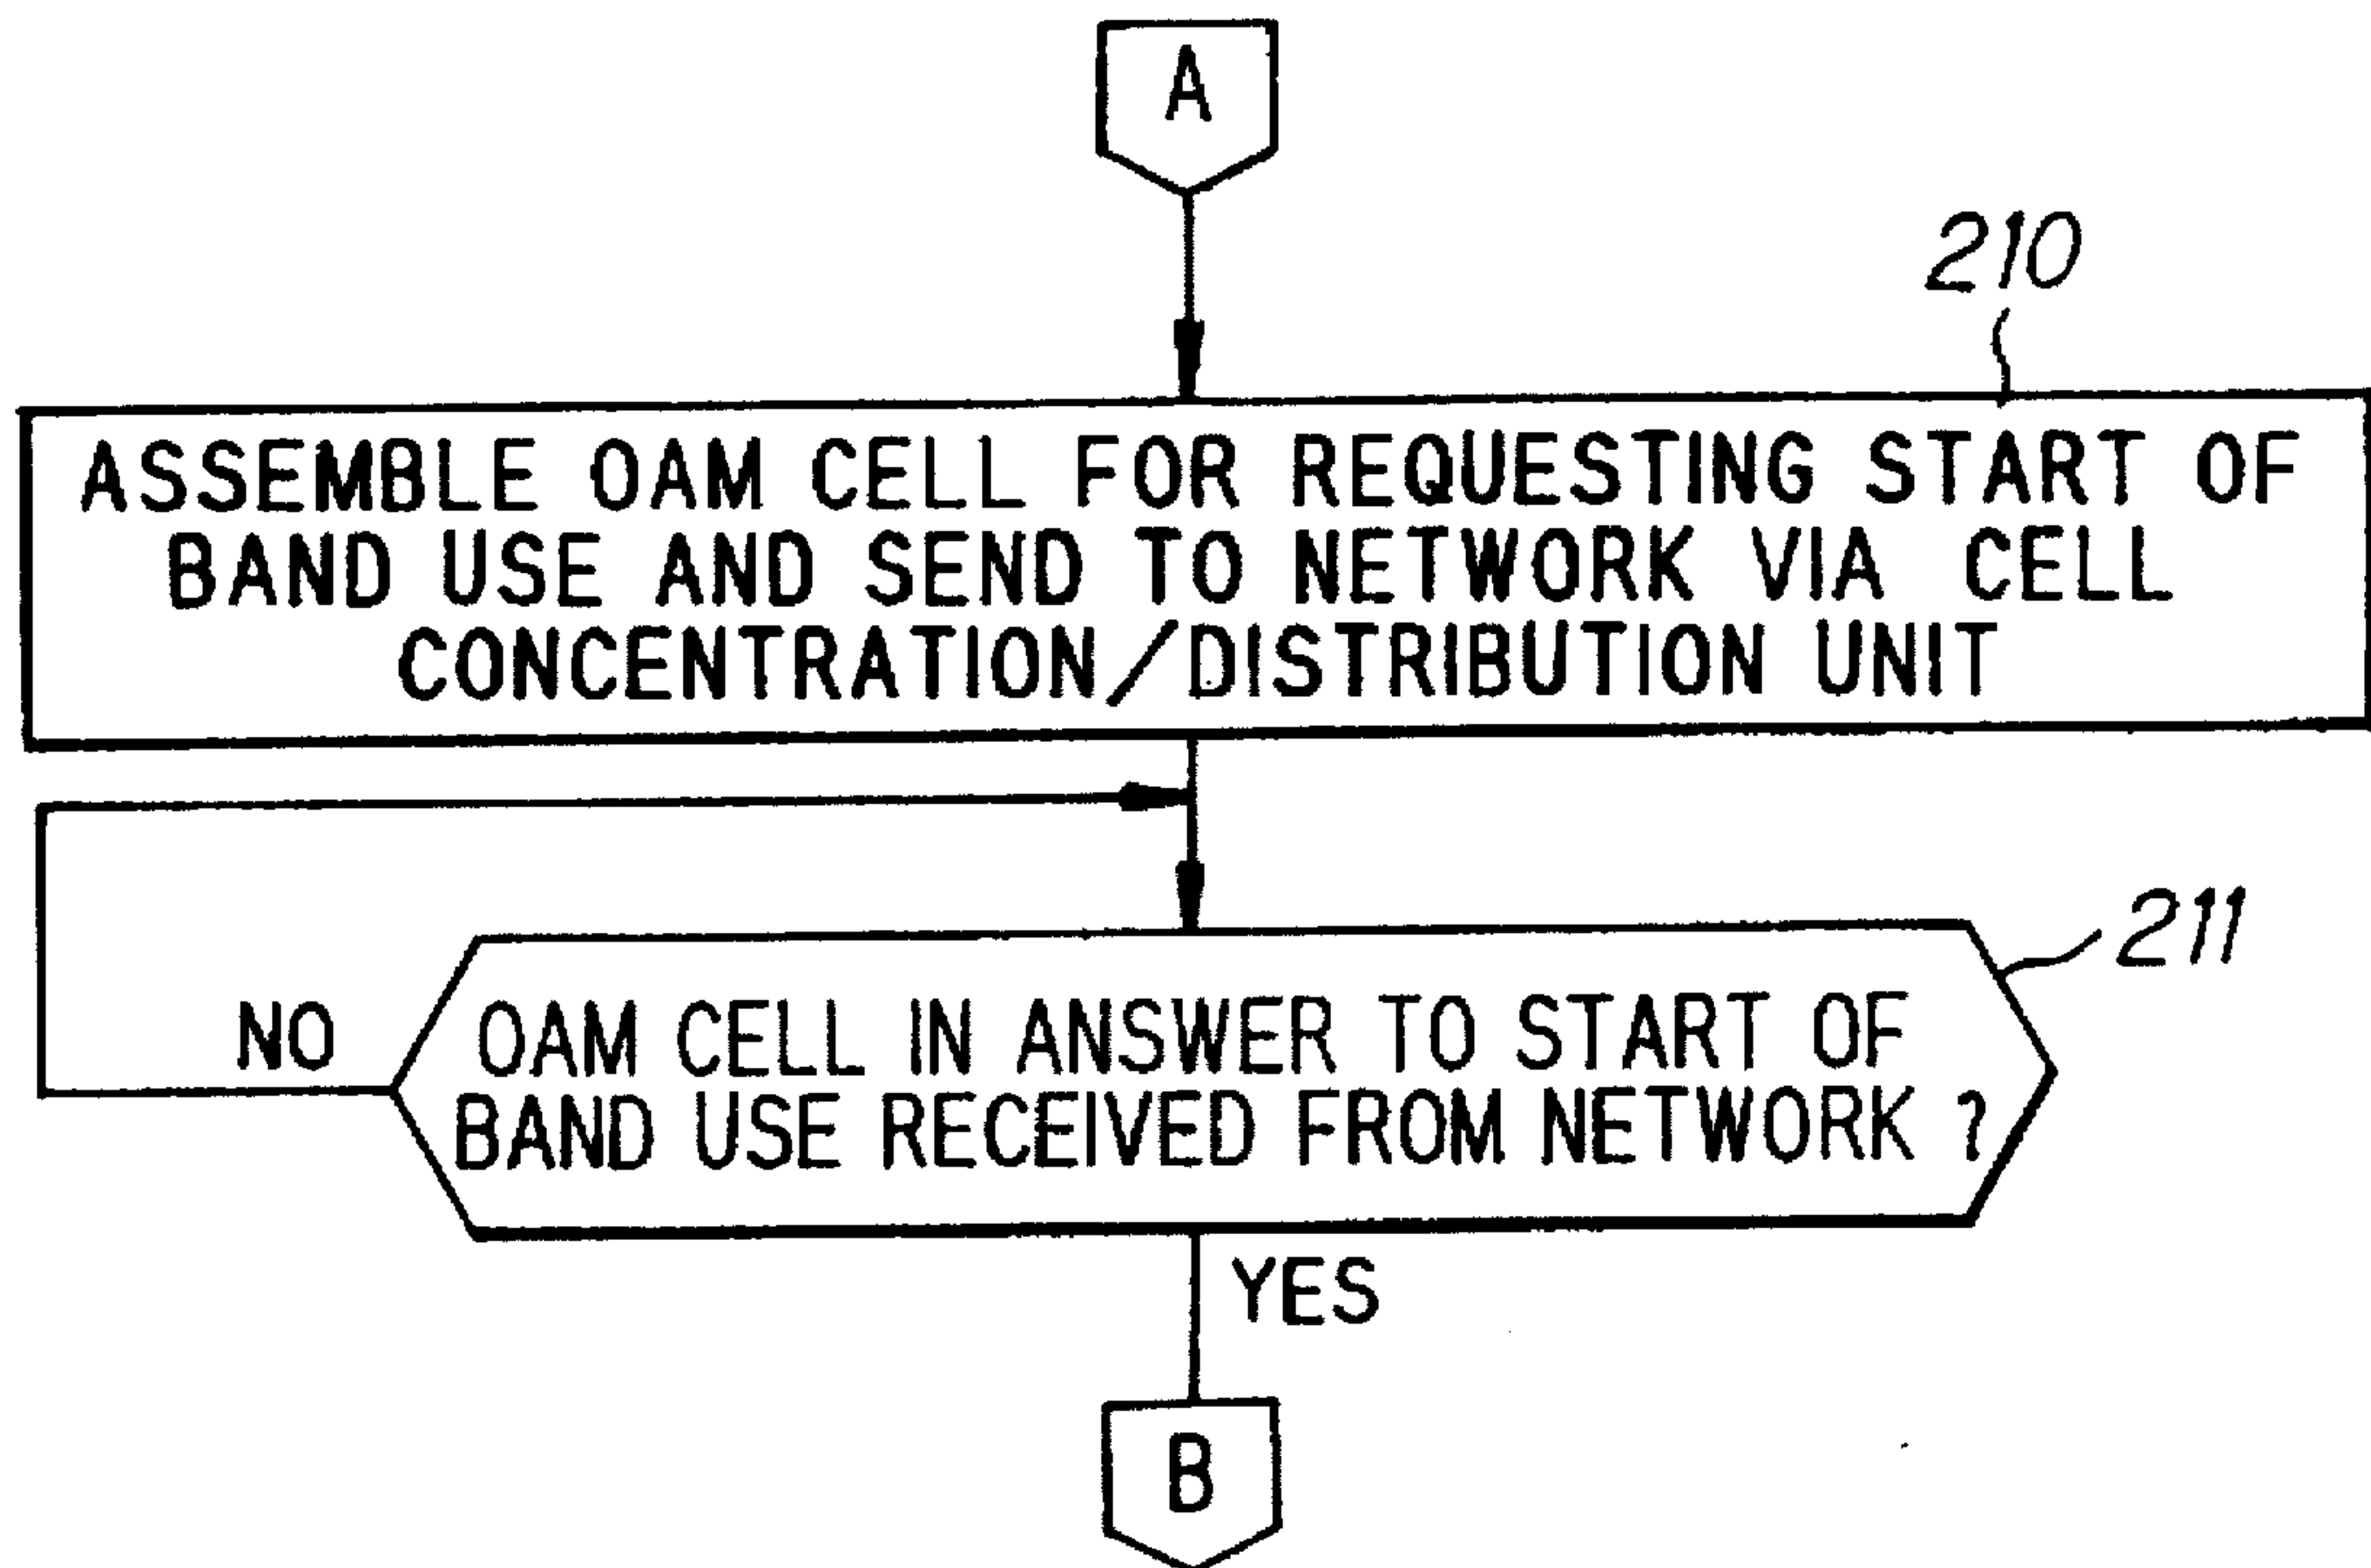 A
210
ASSEMBLE OAM CELL FOR REQUESTING START OF
BAND USE AND SEND TO NETWORK VIA CELL
CONCENTRATION/DISTRIBUTION UNIT
211
NO
OAM CELL IN ANSWER TO START OF
BAND USE RECEIVED FROM NETWORK ?
YES
B